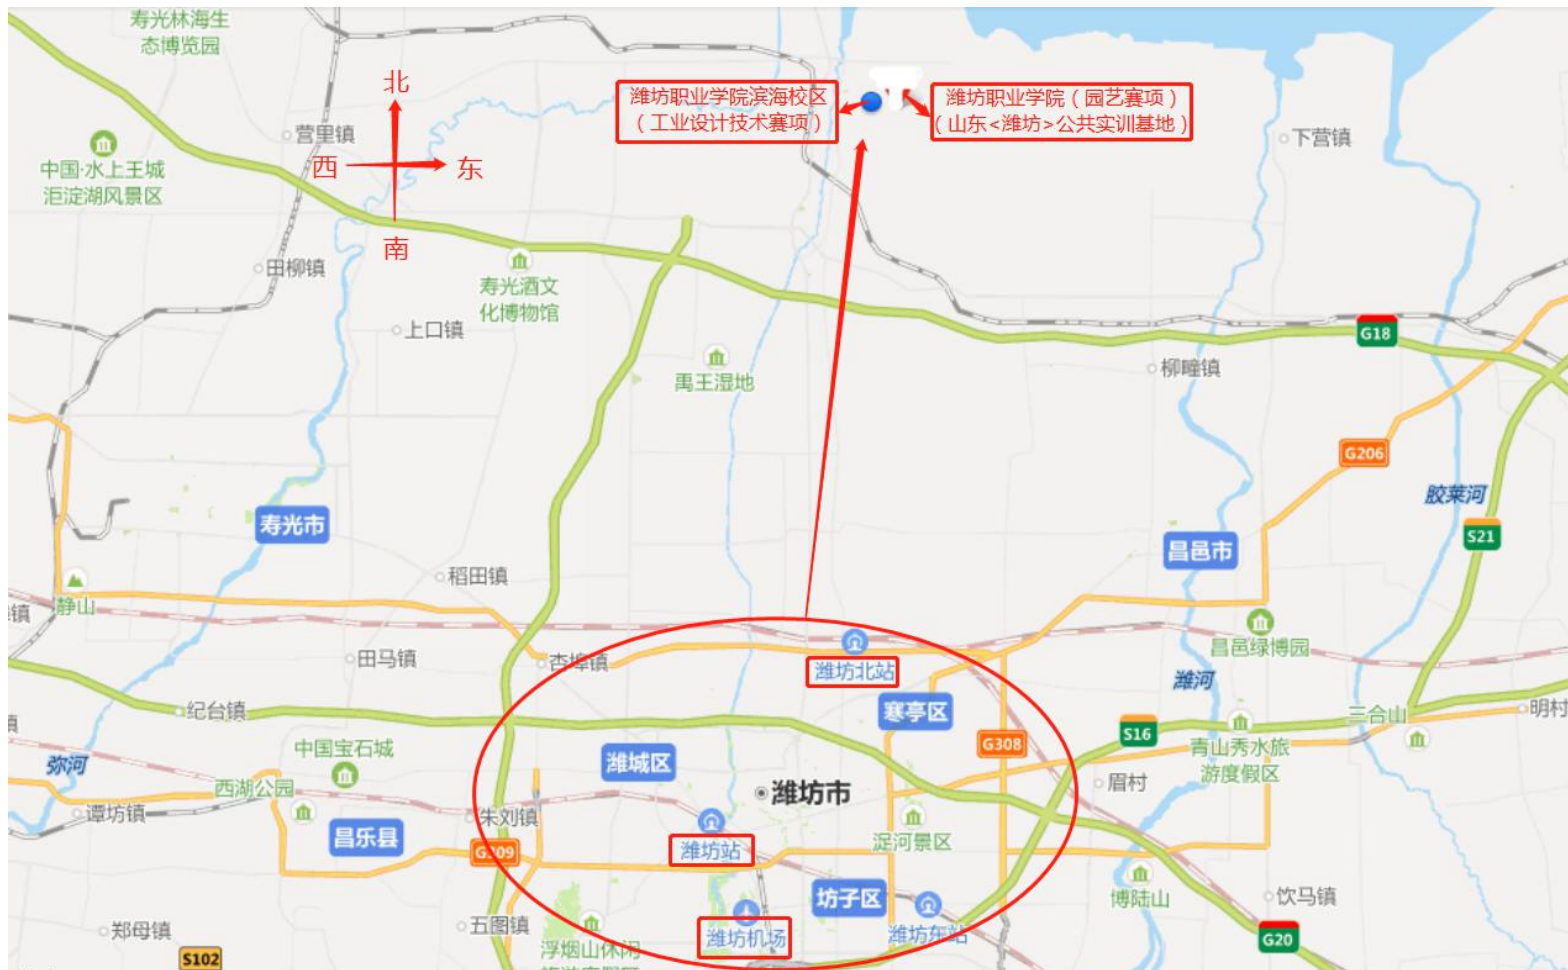 寿光林海生
态博览园
北
潍坊职业学院滨海校区
（工业设计技术赛项）
潍坊职业学院（园艺赛项）
（山东<潍坊>公共实训基地）
营里镇
下营镇
中国·水上王城
洰淀湖风景区
西
东
南
田柳镇
寿光酒文
化博物馆
上口镇
G18
禹王湿地
柳疃镇
G206
胶莱河
寿光市
S21
昌邑市
稻田镇
静山
镇
昌邑绿博园
田马镇
杏埠镇
潍坊北站
潍河
纪台镇
寒亭区
三合山
明村
镇
S16
G308
中国宝石城
青山秀水旅
游度假区
弥河
潍城区
西湖公园
潍坊市
眉村
谭坊镇
朱刘镇
昌乐县
潍坊站
浞河景区
G309
博陆山
饮马镇
坊子区
郑母镇
五图镇
潍坊机场
潍坊东站
G20
浮烟山休闲
S102